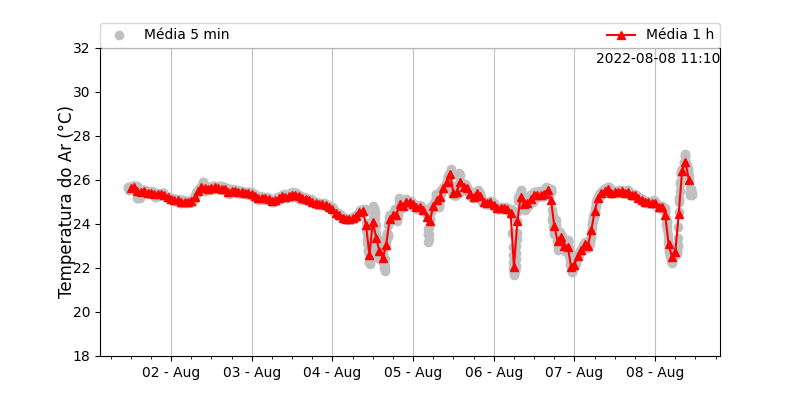 Média 5 min
Média 1 h
2022-08-08 11:10
Temperatura do Ar (°C)
32
30
28
26
24
22
20
18
02 - Aug
03 - Aug
04 - Aug
05 - Aug
06 - Aug
07 - Aug
08 - Aug